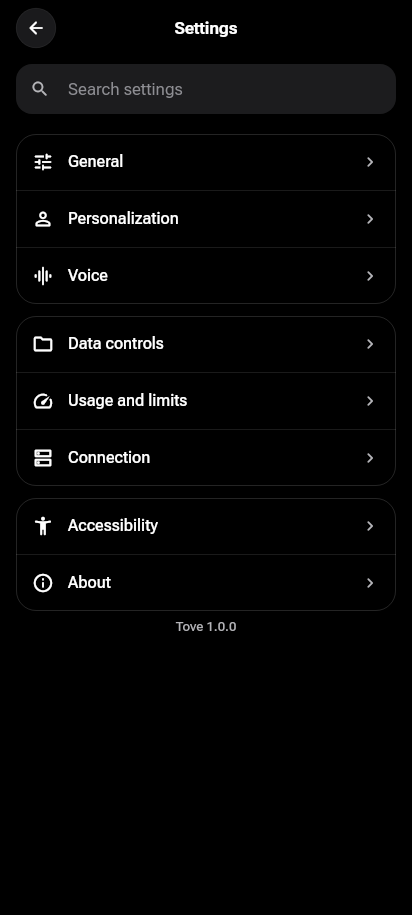 Settings
Search settings
General
Personalization
Voice
Data controls
Usage and limits
Connection
Accessibility
About
Tove 1.0.0